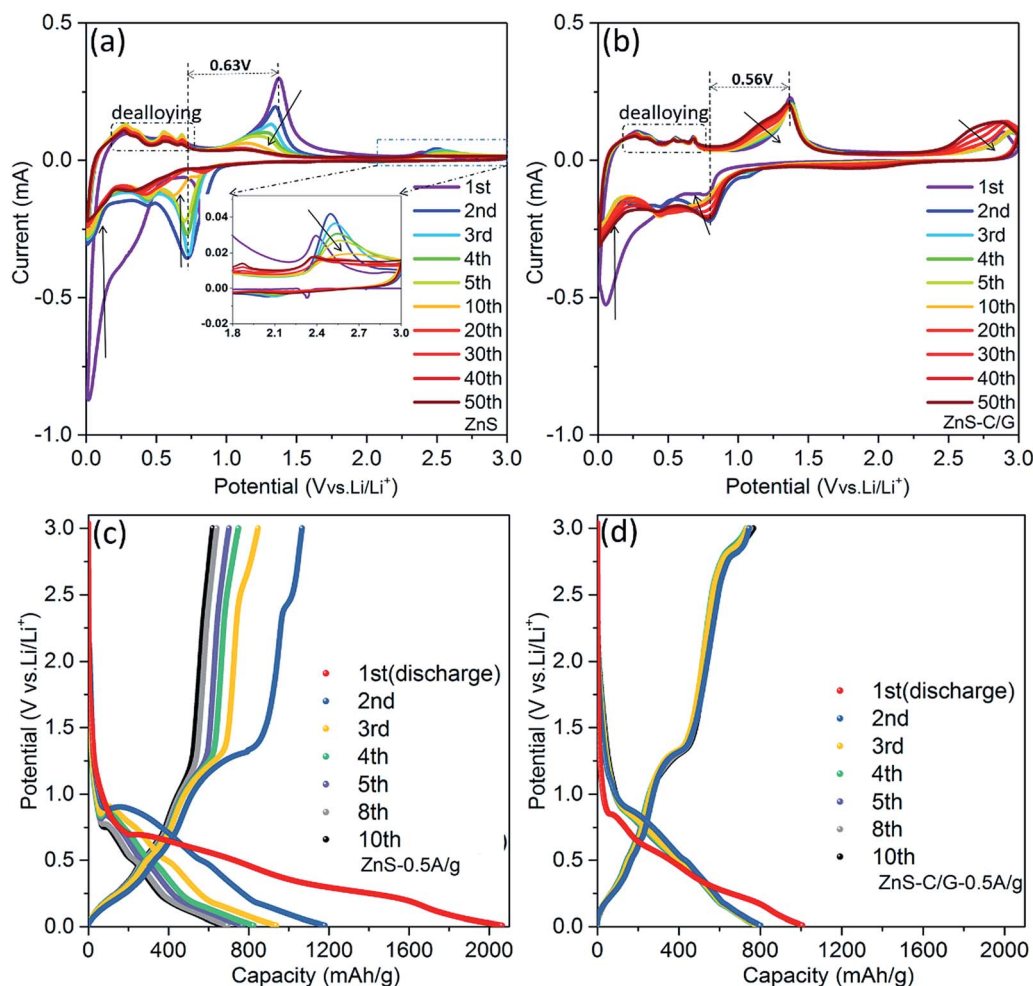 (a)
0.63V
dealloying
0.5
0.0
-0.5
-1.0
Current (mA)
0.04
0.02
0.00
-0.02
1.8 2.1 2.4 2.7 3.0
1st
2nd
3rd
4th
5th
10th
20th
30th
40th
50th
ZnS
0.0 0.5 1.0 1.5 2.0 2.5 3.0
Potential (Vvs.Li/Li⁺)
(b)
0.56V
dealloying
0.5
0.0
-0.5
-1.0
Current (mA)
1st
2nd
3rd
4th
5th
10th
20th
30th
40th
50th
ZnS-C/G
0.0 0.5 1.0 1.5 2.0 2.5 3.0
Potential (Vvs.Li/Li⁺)
(c)
3.0
2.5
2.0
1.5
1.0
0.5
0.0
Potential (V vs.Li/Li⁺)
1st(discharge)
2nd
3rd
4th
5th
8th
10th
ZnS-0.5A/g
)
0 400 800 1200 1600 2000
Capacity (mAh/g)
(d)
3.0
2.5
2.0
1.5
1.0
0.5
0.0
Potential (V vs.Li/Li⁺)
1st(discharge)
2nd
3rd
4th
5th
8th
10th
ZnS-C/G-0.5A/g
0 400 800 1200 1600 2000
Capacity (mAh/g)